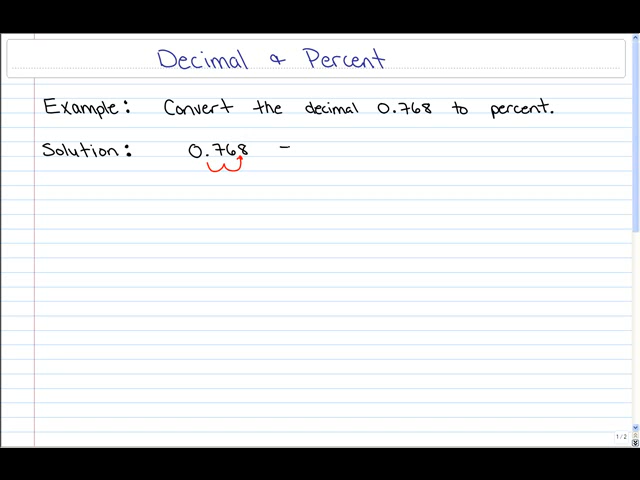 Decimal & Percent
Example: Convert the decimal 0.768 to percent.
Solution: 0.768 =
1/2